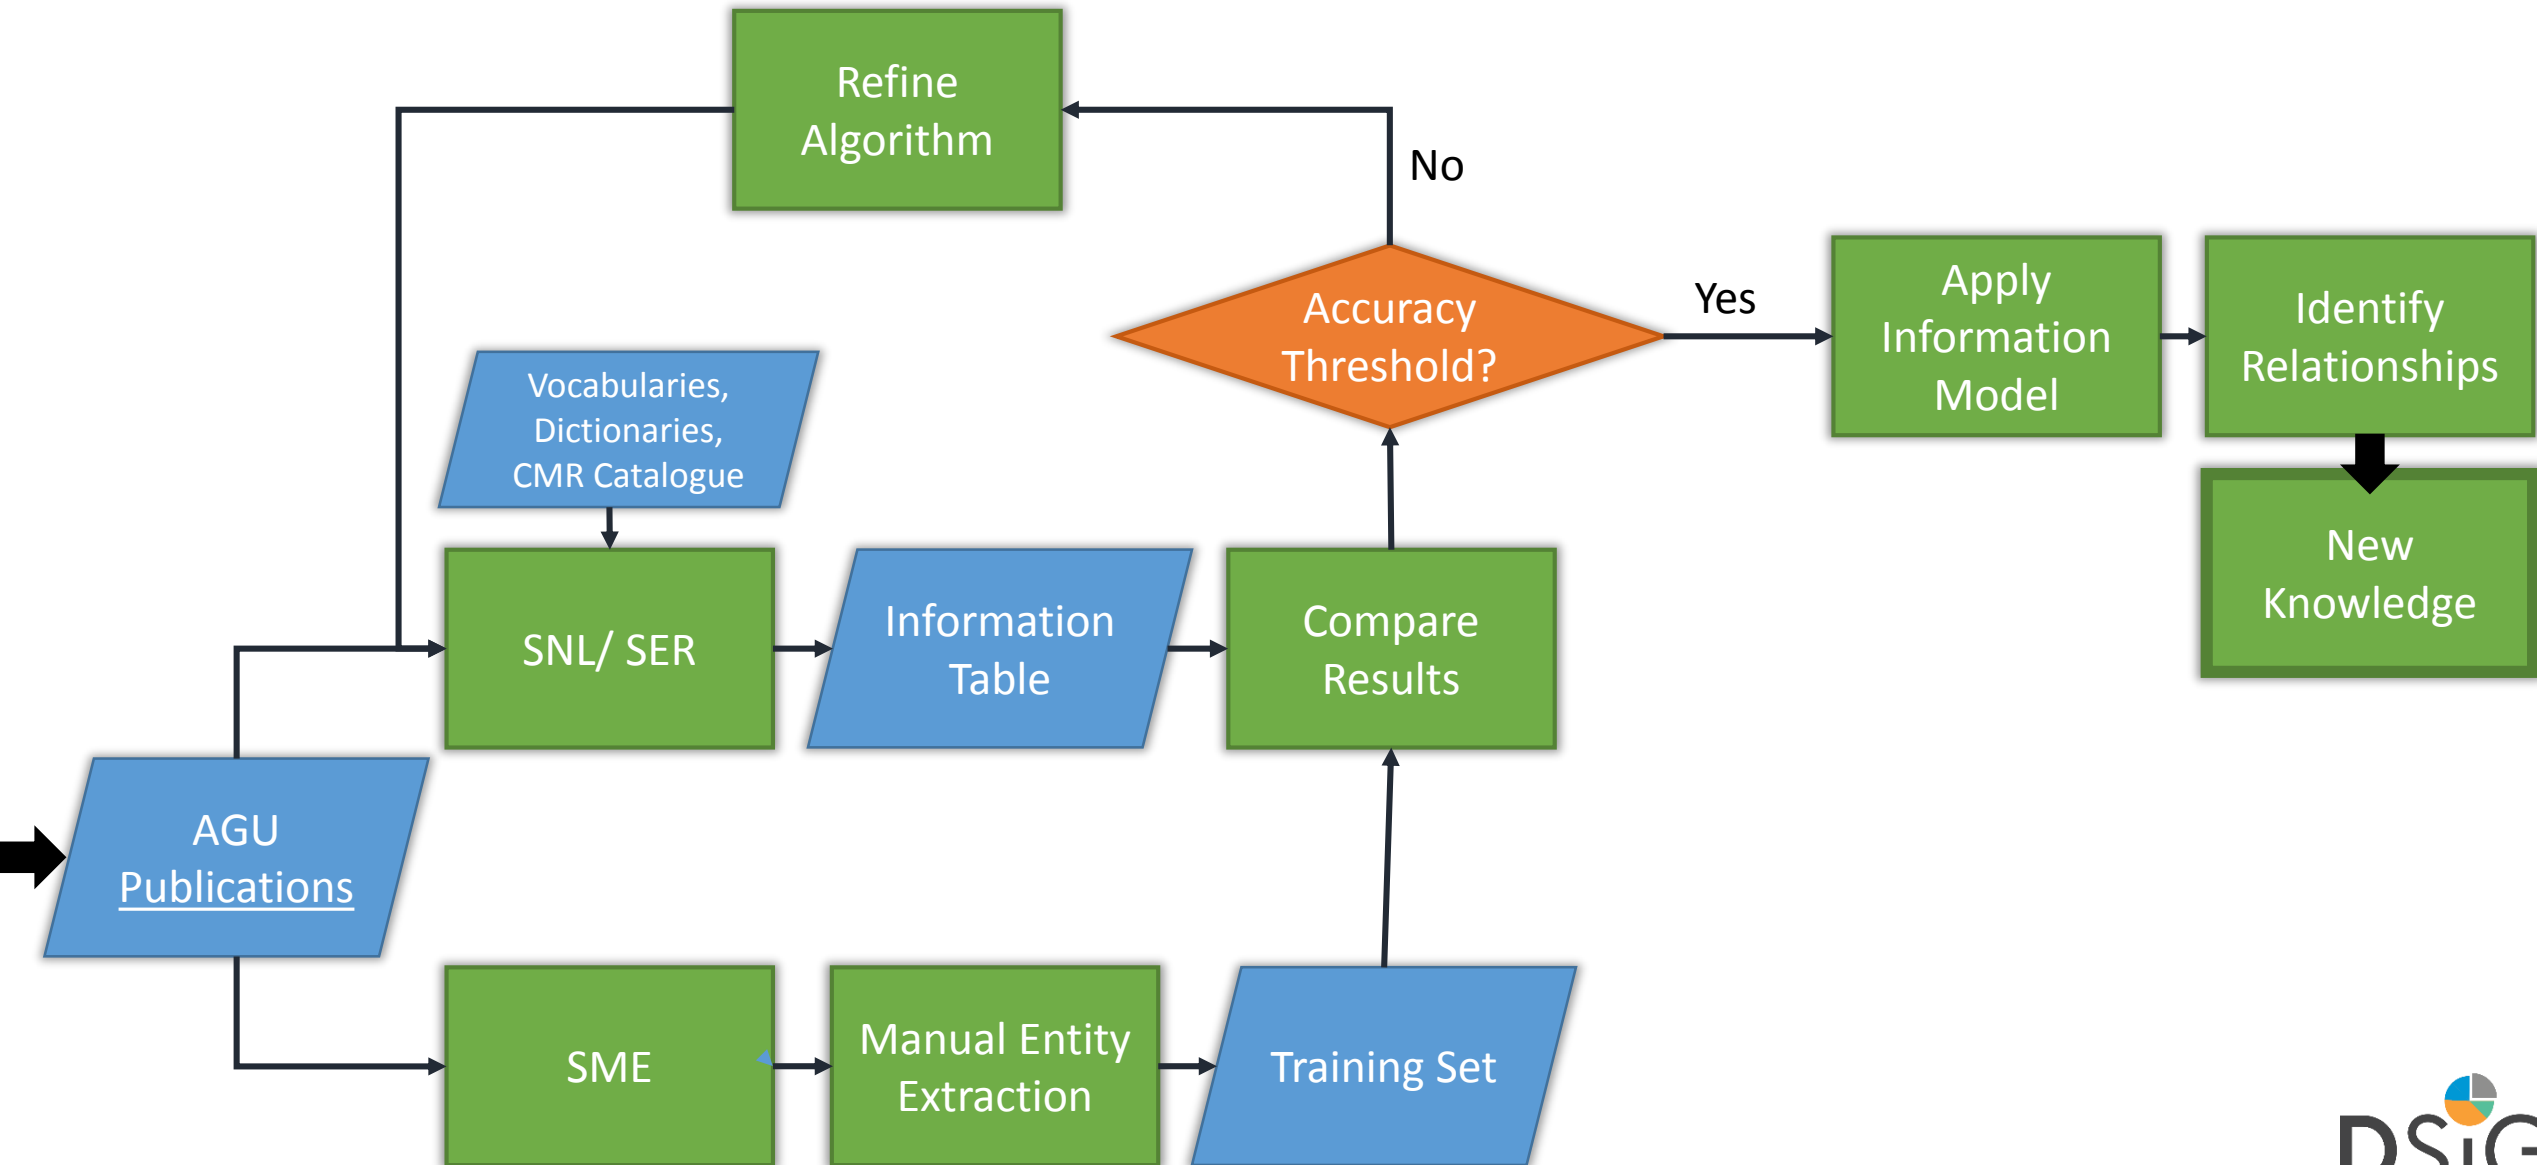 Refine
Algorithm
No
Accuracy
Threshold?
Yes
Apply
Information
Model
Identify
Relationships
Vocabularies,
Dictionaries,
CMR Catalogue
New
Knowledge
SNL/ SER
Information
Table
Compare
Results
AGU
Publications
SME
Manual Entity
Extraction
Training Set
DSiG